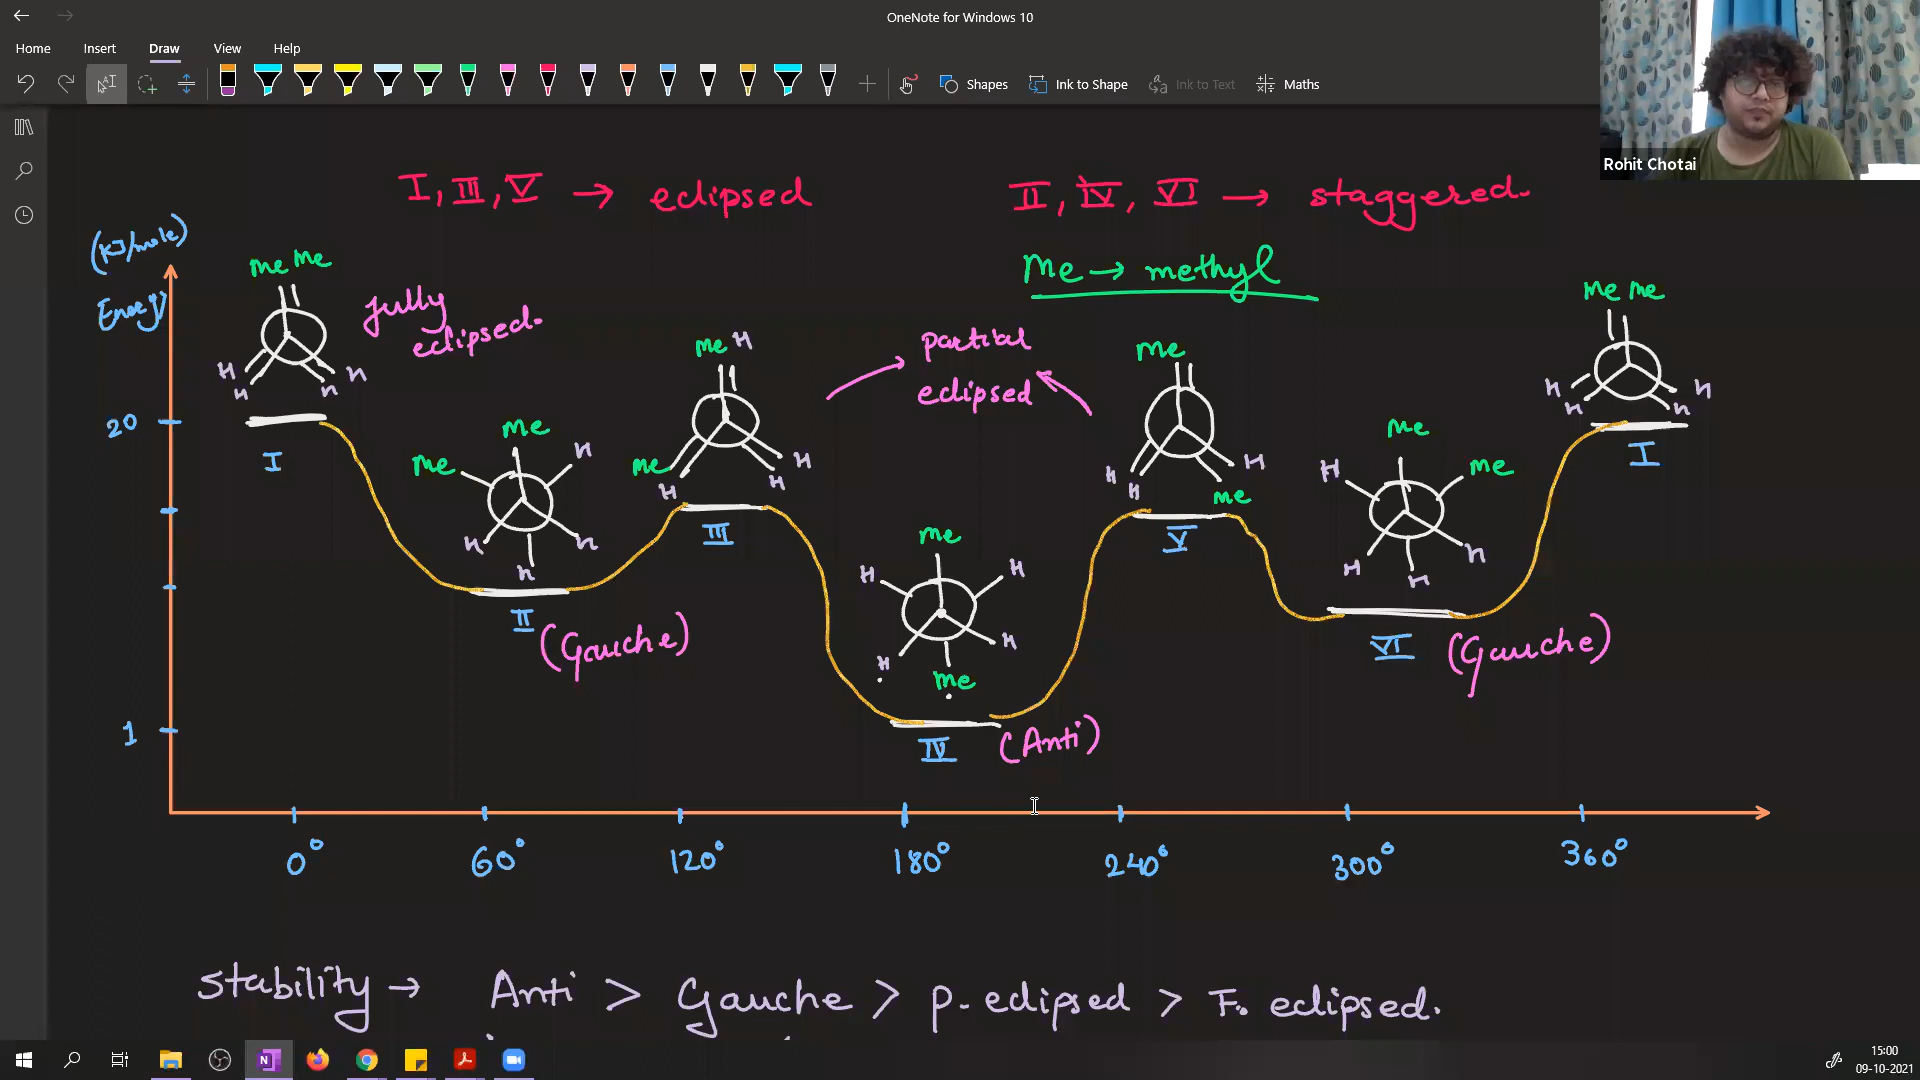 OneNote for Windows 10
Home Insert Draw View Help
Shapes Ink to Shape Ink to Text Maths
Rohit Chotai
I, III, V → eclipsed
II, IV, VI → staggered.
(KJ/mole)
Energy
Me → methyl
Me Me
H H H H
fully
eclipsed.
20
I
Me
Me H
H H H
II
(Gauche)
Me H
Me H H H
III
partial
eclipsed
Me
H H
H H
Me
IV
(Anti)
Me
H H H
Me
V
Me
H Me
H H H
VI
(Gauche)
Me Me
H H H H
I
1
0° 60° 120° 180° 240° 300° 360°
Stability → Anti > Gauche > p-eclipsed > F. eclipsed.
15:00
09-10-2021